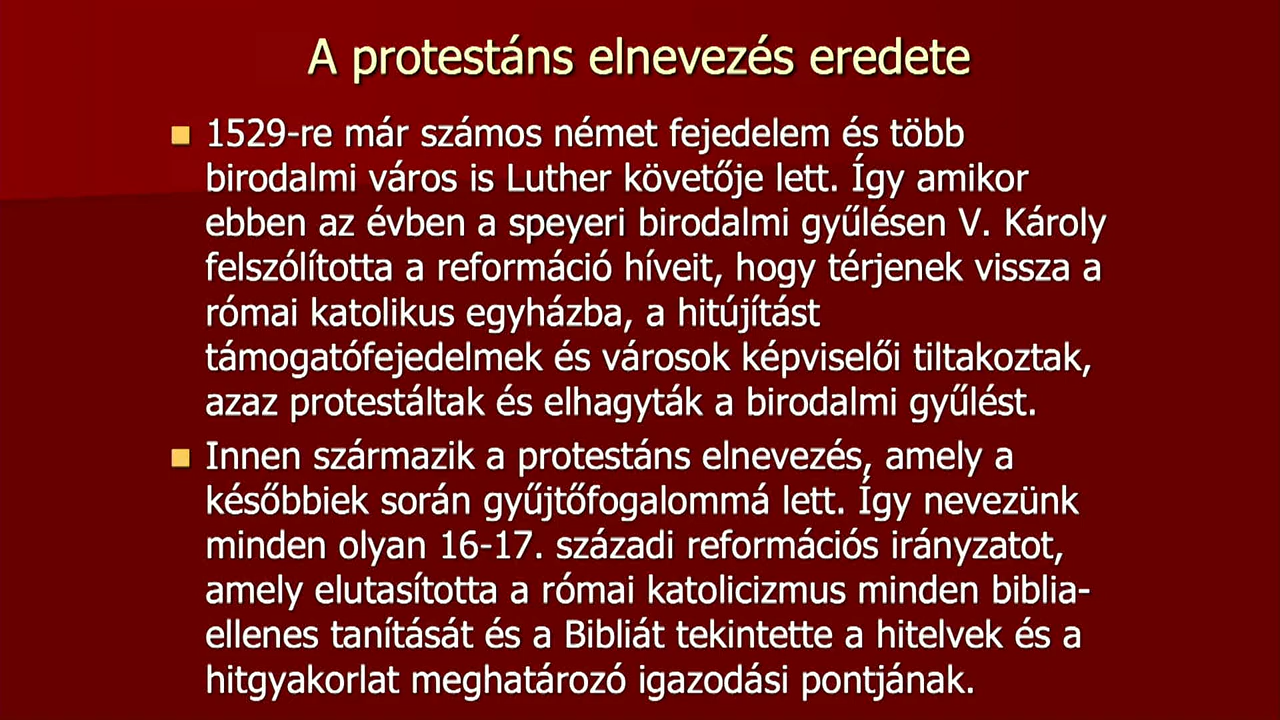 A protestáns elnevezés eredete
1529-re már számos német fejedelem és több
birodalmi város is Luther követője lett. Így amikor
ebben az évben a speyeri birodalmi gyűlésen V. Károly
felszólította a reformáció híveit, hogy térjenek vissza a
római katolikus egyházba, a hitújítást
támogatófejedelmek és városok képviselői tiltakoztak,
azaz protestáltak és elhagyták a birodalmi gyűlést.
Innen származik a protestáns elnevezés, amely a
későbbiek során gyűjtőfogalommá lett. Így nevezünk
minden olyan 16-17. századi reformációs irányzatot,
amely elutasította a római katolicizmus minden biblia-
ellenes tanítását és a Bibliát tekintette a hitelvek és a
hitgyakorlat meghatározó igazodási pontjának.